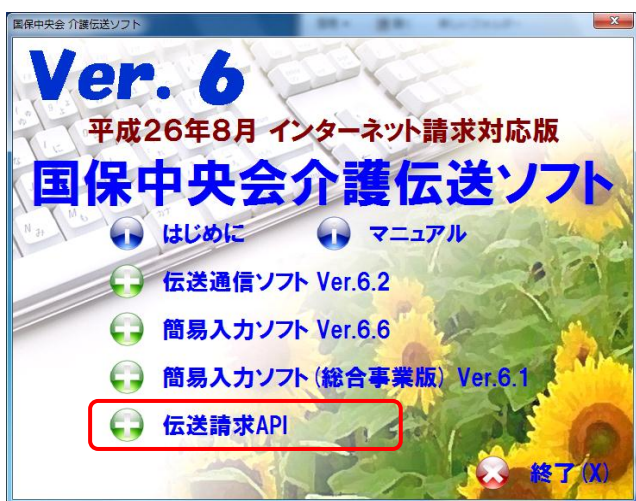 国保中央会 介護伝送ソフト
Ver. 6
平成26年8月 インターネット請求対応版
国保中央会介護伝送ソフト
はじめに マニュアル
伝送通信ソフト Ver.6.2
簡易入力ソフト Ver.6.6
簡易入力ソフト(総合事業版) Ver.6.1
伝送請求API
終了(X)